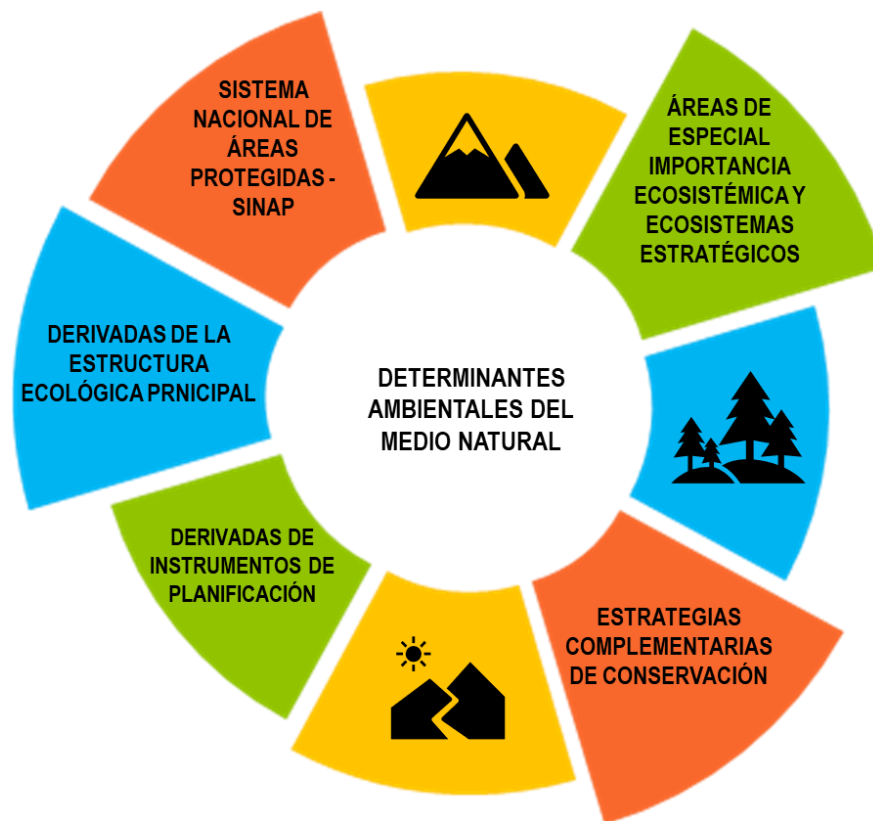 SISTEMA
NACIONAL DE
ÁREAS
PROTEGIDAS -
SINAP
ÁREAS DE
ESPECIAL
IMPORTANCIA
ECOSISTÉMICA Y
ECOSISTEMAS
ESTRATÉGICOS
DERIVADAS DE LA
ESTRUCTURA
ECOLÓGICA PRNICIPAL
DETERMINANTES
AMBIENTALES DEL
MEDIO NATURAL
DERIVADAS DE
INSTRUMENTOS DE
PLANIFICACIÓN
ESTRATEGIAS
COMPLEMENTARIAS
DE CONSERVACIÓN